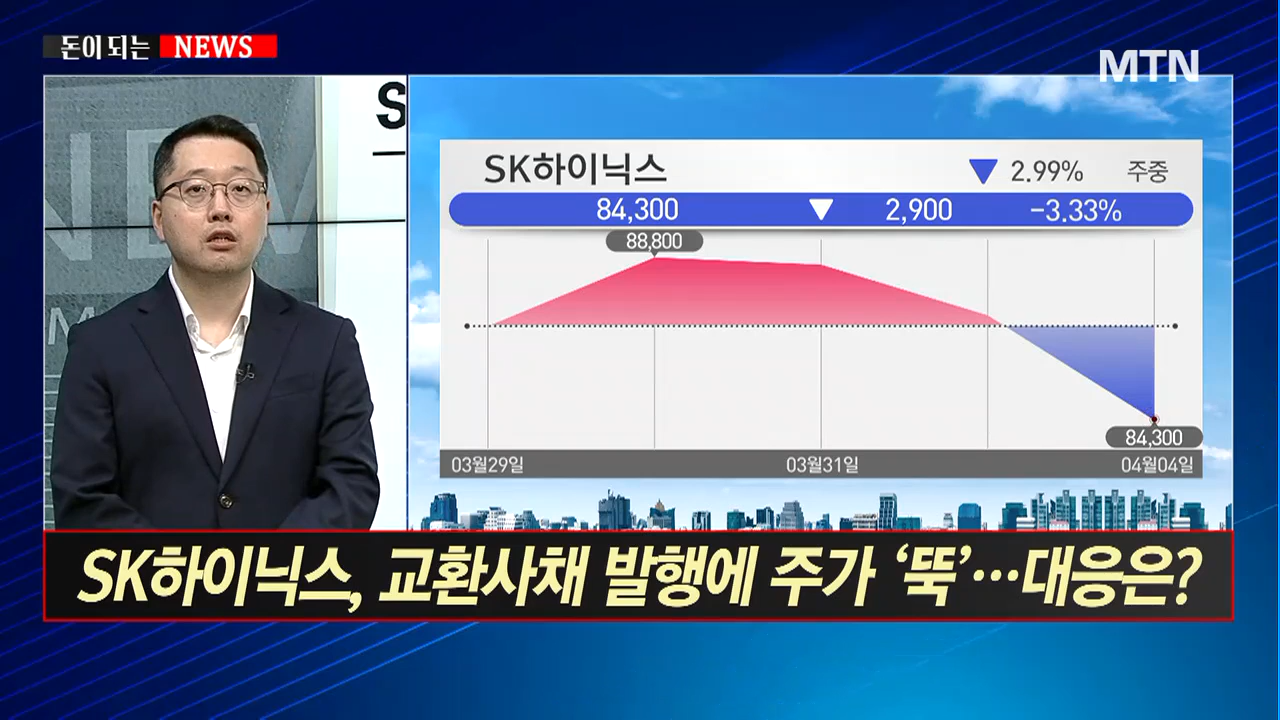 돈이 되는 NEWS
MTN
S
SK하이닉스 ▼ 2.99% 주중
84,300 ▼ 2,900 -3.33%
88,800
84,300
03월29일 03월31일 04월04일
SK하이닉스, 교환사채 발행에 주가 ‘뚝’…대응은?